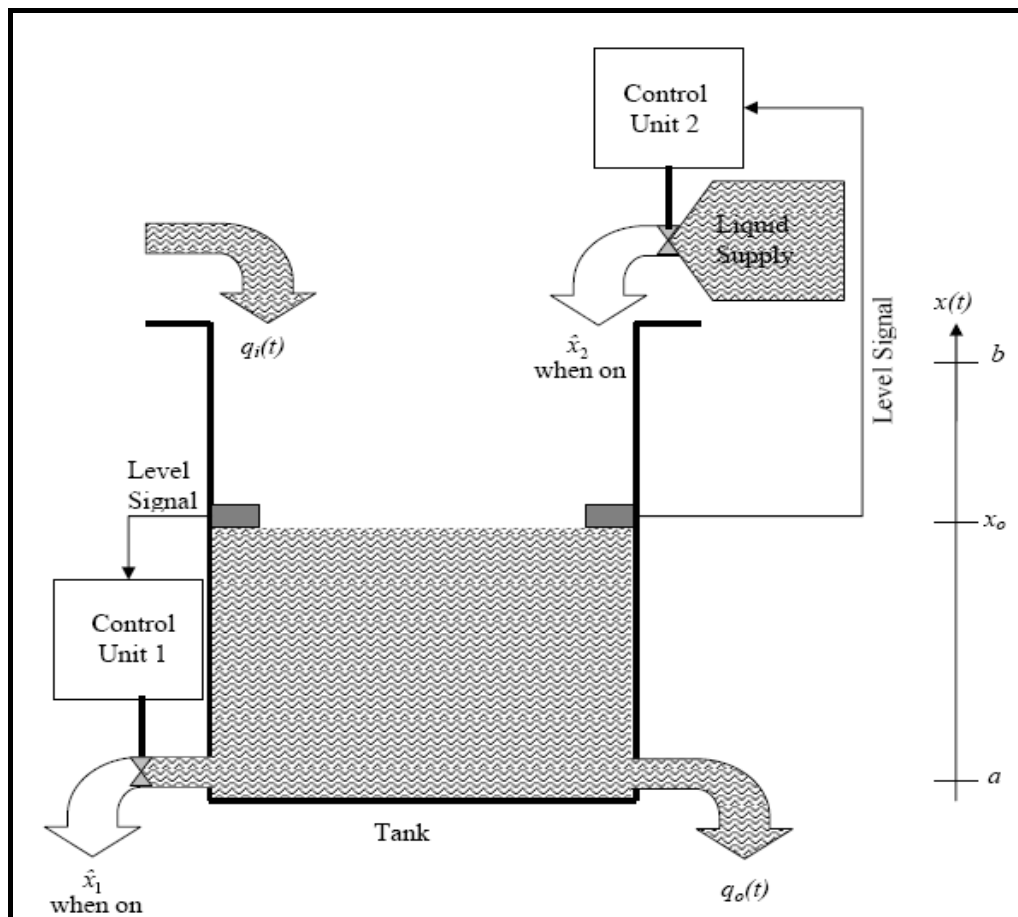 Control
Unit 2
Liquid
Supply
x(t)
q_i(t)
x̂_2
when on
Level Signal
b
Level
Signal
x_o
Control
Unit 1
a
Tank
x̂_1
when on
q_o(t)